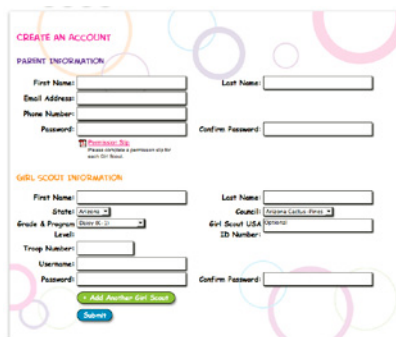 CREATE AN ACCOUNT
PARENT INFORMATION
First Name: Last Name:
Email Address:
Phone Number:
Password: Confirm Password:
Permission Slip
Please complete a permission slip for
each Girl Scout
GIRL SCOUT INFORMATION
First Name: Last Name:
State: Arizona Council: Arizona Cactus-Pines
Grade & Program Daisy (K-1) Girl Scout USA Optional
Level: ID Number:
Troop Number:
Username:
Password: Confirm Password:
+ Add Another Girl Scout
Submit